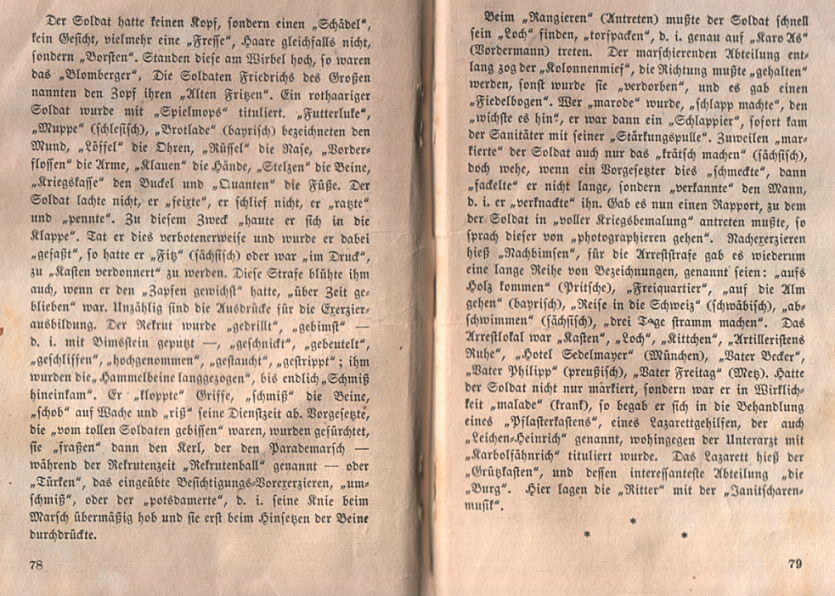 Der Soldat hatte keinen Kopf, sondern einen „Schädel“,
kein Gesicht, vielmehr eine „Fresse“, Haare gleichfalls nicht,
sondern „Borsten“. Standen diese am Wirbel hoch, so waren
das „Blomberger“. Die Soldaten Friedrichs des Großen
nannten den Zopf ihren „Alten Fritzen“. Ein rothaariger
Soldat wurde mit „Spielmops“ tituliert. „Futterluke“,
„Muppe“ (schlesisch), „Brotlade“ (bayrisch) bezeichneten den
Mund, „Löffel“ die Ohren, „Rüssel“ die Nase, „Vorder-
flossen“ die Arme, „Klauen“ die Hände, „Stelzen“ die Beine,
„Kriegskasse“ den Buckel und „Quanten“ die Füße. Der
Soldat lachte nicht, er „feixte“, er schlief nicht, er „ratzte“
und „pennte“. Zu diesem Zweck „haute er sich in die
Klappe“. Tat er dies verbotenerweise und wurde er dabei
„gefaßt“, so hatte er „Fitz“ (sächsisch) oder war „im Druck“,
zu „Kasten verdonnert“ zu werden. Diese Strafe blühte ihm
auch, wenn er den „Zapfen gewichst“ hatte, „über Zeit ge-
blieben“ war. Unzählig sind die Ausdrücke für die Exerzier-
ausbildung. Der Rekrut wurde „gedrillt“, „gebimst“ —
d. i. mit Bimsstein geputzt —, „geschnickt“, „gebeutelt“,
„geschliffen“, „hochgenommen“, „gestaucht“, „gestrippt“; ihm
wurden die „Hammelbeine langgezogen“, bis endlich „Schmiß
hineinkam“. Er „kloppte“ Griffe, „schmiß“ die Beine,
„schob“ auf Wache und „riß“ seine Dienstzeit ab. Vorgesetzte,
die „vom tollen Soldaten gebissen“ waren, wurden gefürchtet,
sie „fraßen“ dann den Kerl, der den Parademarsch —
während der Rekrutenzeit „Rekrutenball“ genannt — oder
„Türken“, das eingeübte Besichtigungs-Vorexerzieren, „um-
schmiß“, oder der „potsdamerte“, d. i. seine Knie beim
Marsch übermäßig hob und sie erst beim Hinsetzen der Beine
durchdrückte.
78
Beim „Rangieren“ (Antreten) mußte der Soldat schnell
sein „Loch“ finden, „torfpacken“, d. i. genau auf „Karo As“
(Vordermann) treten. Der marschierenden Abteilung ent-
lang zog der „Kolonnenmief“, die Richtung mußte „gehalten“
werden, sonst wurde sie „verdorben“, und es gab einen
„Fiedelbogen“. Wer „marode“ wurde, „schlapp machte“, den
„wichste es hin“, er war dann ein „Schlappier“, sofort kam
der Sanitäter mit seiner „Stärkungspulle“. Zuweilen „mar-
kierte“ der Soldat auch nur das „krätsch machen“ (sächsisch),
doch wehe, wenn ein Vorgesetzter dies „schmeckte“, dann
„fackelte“ er nicht lange, sondern „verkannte“ den Mann,
d. i. er „verknackte“ ihn. Gab es nun einen Rapport, zu dem
der Soldat in „voller Kriegsbemalung“ antreten mußte, so
sprach dieser von „photographieren gehen“. Nachexerzieren
hieß „Nachbimsen“, für die Arreststrafe gab es wiederum
eine lange Reihe von Bezeichnungen, genannt seien: „aufs
Holz kommen“ (Pritsche), „Freiquartier“, „auf die Alm
gehen“ (bayrisch), „Reise in die Schweiz“ (schwäbisch), „ab-
schwimmen“ (sächsisch), „drei Tage stramm machen“. Das
Arrestlokal war „Kasten“, „Loch“, „Kittchen“, „Artilleristens
Ruhe“, „Hotel Sedelmayer“ (München), „Vater Becker“,
„Vater Philipp“ (preußisch), „Vater Freitag“ (Metz). Hatte
der Soldat nicht nur markiert, sondern war er in Wirklich-
keit „malade“ (krank), so begab er sich in die Behandlung
eines „Pflasterkastens“, eines Lazarettgehilfen, der auch
„Leichen-Heinrich“ genannt, wohingegen der Unterarzt mit
„Karbolfähnrich“ tituliert wurde. Das Lazarett hieß der
„Grützkasten“, und dessen interessanteste Abteilung „die
„Burg“. Hier lagen die „Ritter“ mit der „Janitscharen-
musik“.
*
* *
79